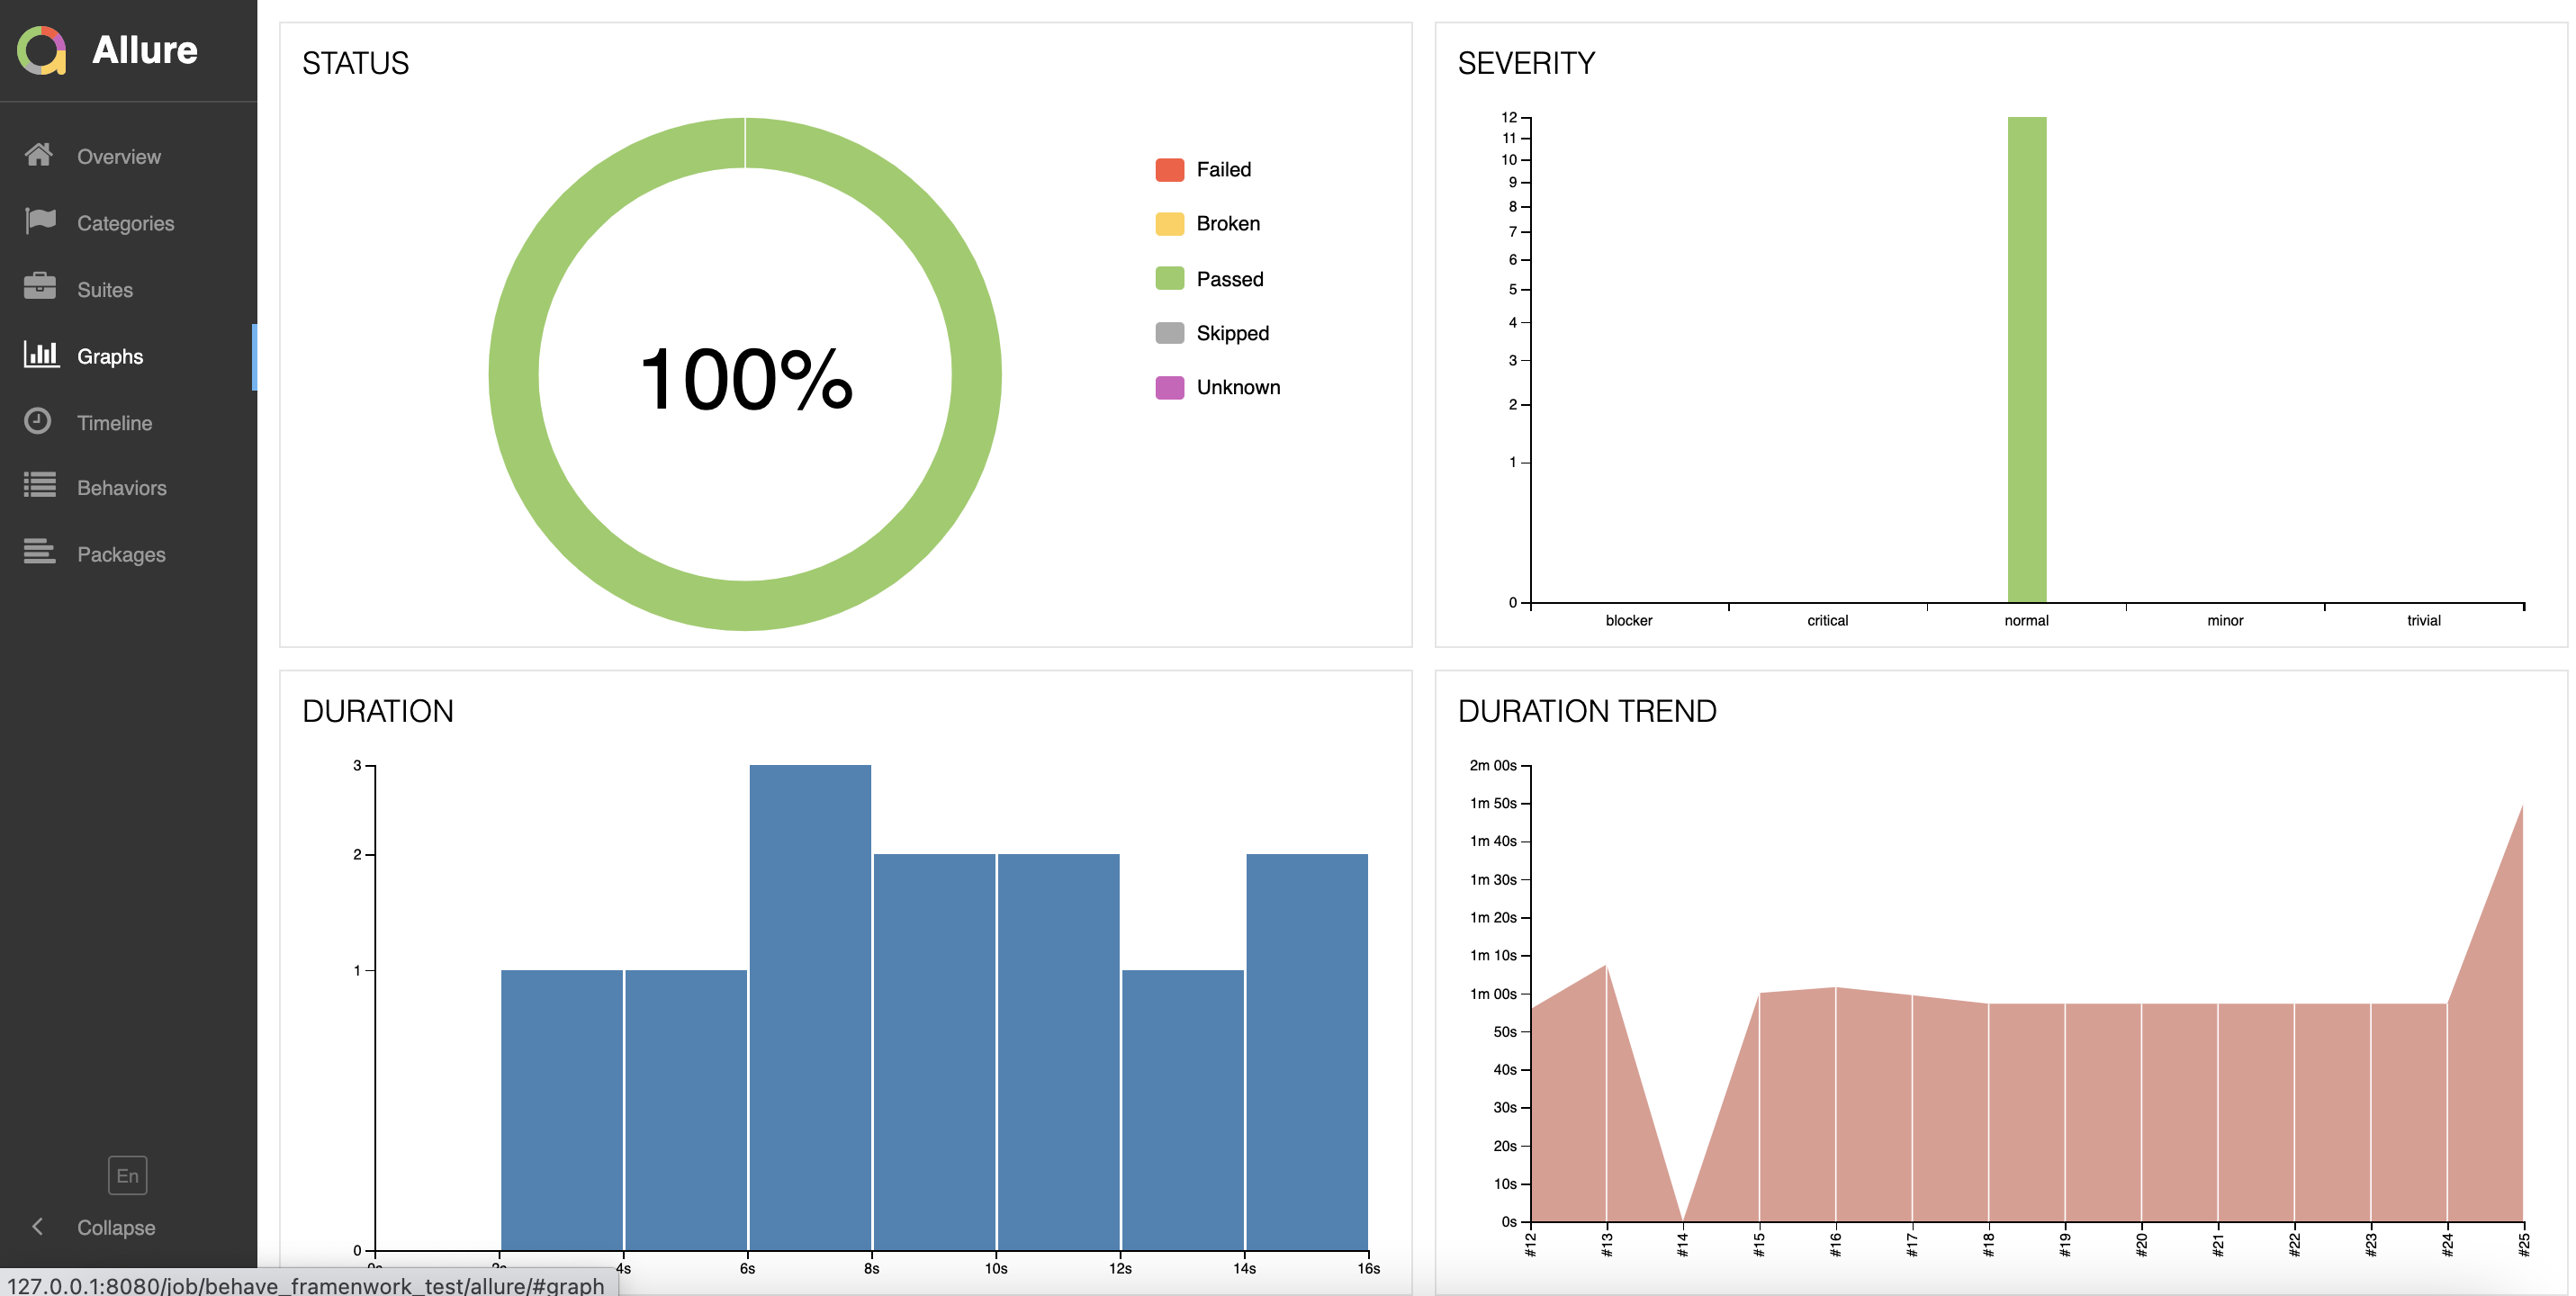 Allure
Overview
Categories
Suites
Graphs
Timeline
Behaviors
Packages
En
Collapse
STATUS
100%
Failed
Broken
Passed
Skipped
Unknown
SEVERITY
12
11
10
9
8
7
6
5
4
3
2
1
0
blocker critical normal minor trivial
DURATION
3
2
1
0
4s 6s 8s 10s 12s 14s 16s
DURATION TREND
2m 00s
1m 50s
1m 40s
1m 30s
1m 20s
1m 10s
1m 00s
50s
40s
30s
20s
10s
0s
#12 #13 #14 #15 #16 #17 #18 #19 #20 #21 #22 #23 #24 #25
127.0.0.1:8080/job/behave_framenwork_test/allure/#graph